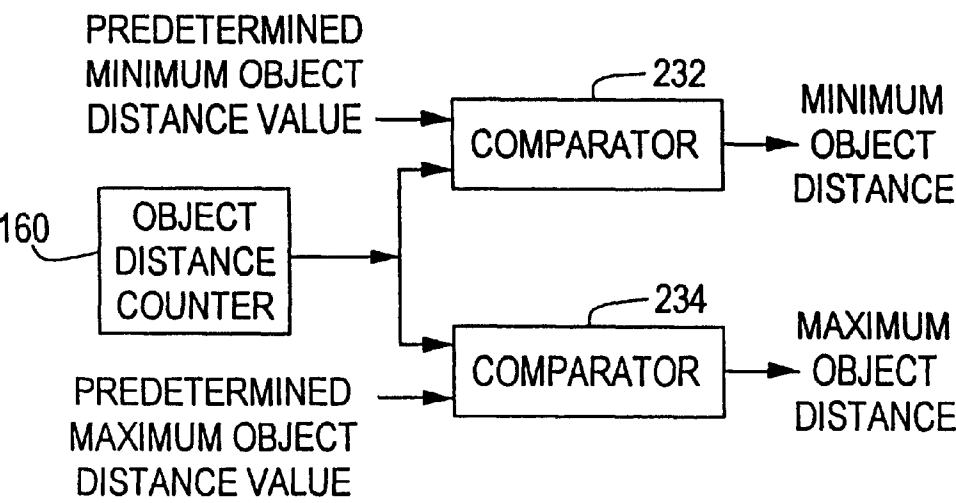 PREDETERMINED
MINIMUM OBJECT
DISTANCE VALUE
232
COMPARATOR
MINIMUM
OBJECT
DISTANCE
160
OBJECT
DISTANCE
COUNTER
234
COMPARATOR
MAXIMUM
OBJECT
DISTANCE
PREDETERMINED
MAXIMUM OBJECT
DISTANCE VALUE